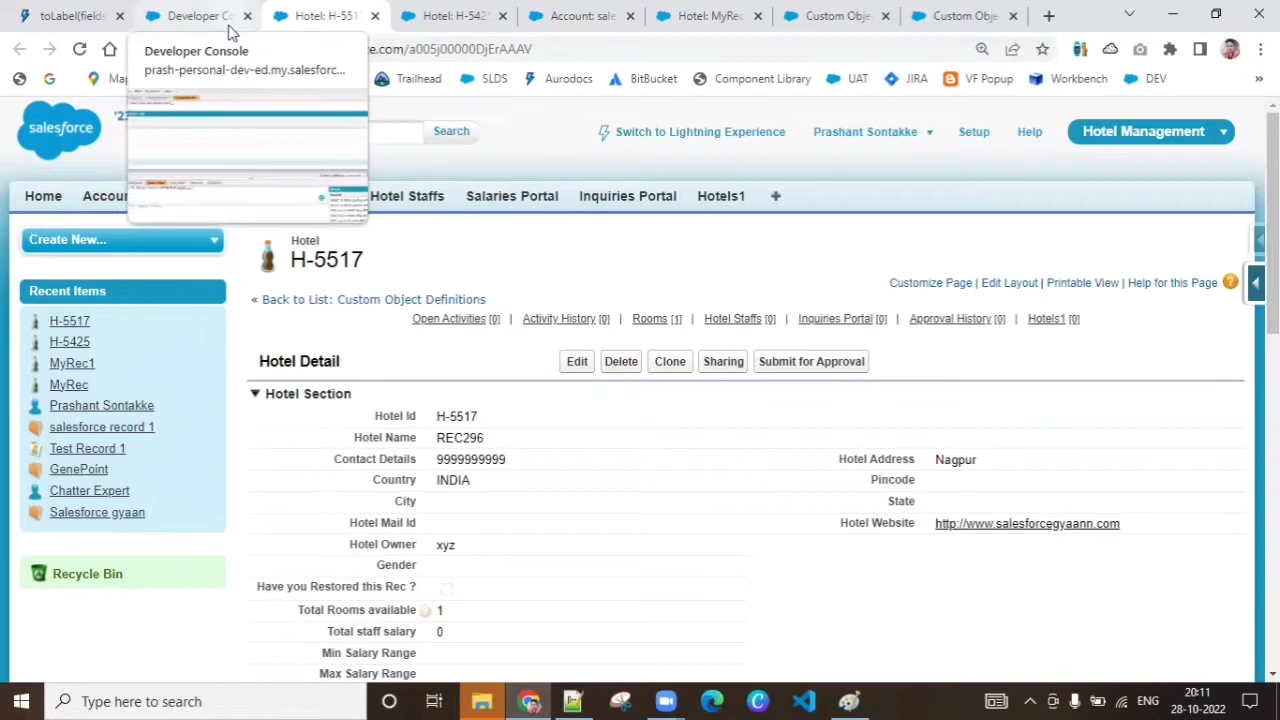 toLabel(fields
Developer Co
Hotel: H-5517
Hotel: H-542
Account: sale
Hotel: MyRec
Custom Obje
Custom Obje
e.com/a005j00000DjErAAAV
Developer Console
prash-personal-dev-ed.my.salesforc...
Map
Trailhead
SLDS
Aurodocs
BitBucket
Component Library
UAT
JIRA
VF Popup
Workbench
DEV
»
salesforce
Search
Switch to Lightning Experience
Prashant Sontakke
Setup
Help
Hotel Management
Home
Accou
Hotel Staffs
Salaries Portal
Inquiries Portal
Hotels1
+
Create New...
Recent Items
H-5517
H-5425
MyRec1
MyRec
Prashant Sontakke
salesforce record 1
Test Record 1
GenePoint
Chatter Expert
Salesforce gyaan
Recycle Bin
Hotel
H-5517
Customize Page | Edit Layout | Printable View | Help for this Page
« Back to List: Custom Object Definitions
Open Activities [0] | Activity History [0] | Rooms [1] | Hotel Staffs [0] | Inquiries Portal [0] | Approval History [0] | Hotels1 [0]
Hotel Detail
Edit
Delete
Clone
Sharing
Submit for Approval
Hotel Section
Hotel Id H-5517
Hotel Name REC296
Contact Details 9999999999
Hotel Address Nagpur
Country INDIA
Pincode
City
State
Hotel Mail Id
Hotel Website http://www.salesforcegyaann.com
Hotel Owner xyz
Gender
Have you Restored this Rec ?
Total Rooms available 1
Total staff salary 0
Min Salary Range
Max Salary Range
Type here to search
ENG
20:11
28-10-2022